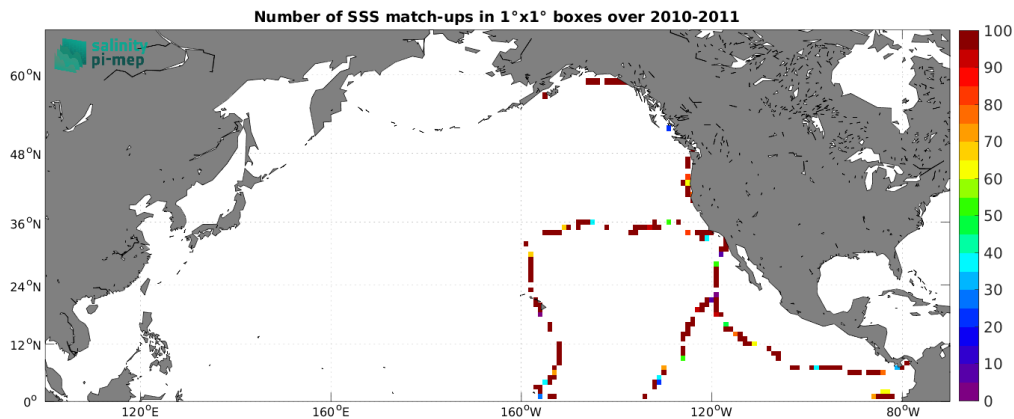 Number of SSS match-ups in 1°x1° boxes over 2010-2011
salinity
pi-mep
60°N
48°N
36°N
24°N
12°N
0°
120°E
160°E
160°W
120°W
80°W
100
90
80
70
60
50
40
30
20
10
0